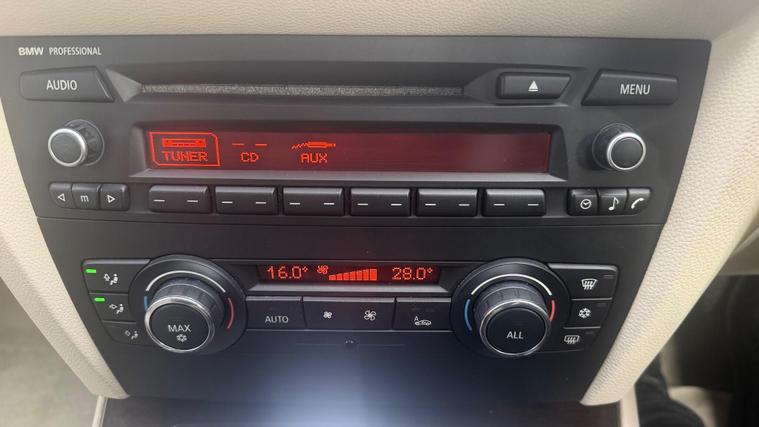 BMW PROFESSIONAL
AUDIO
MENU
TUNER CD AUX
m
16.0° 28.0°
MAX
AUTO
A
ALL